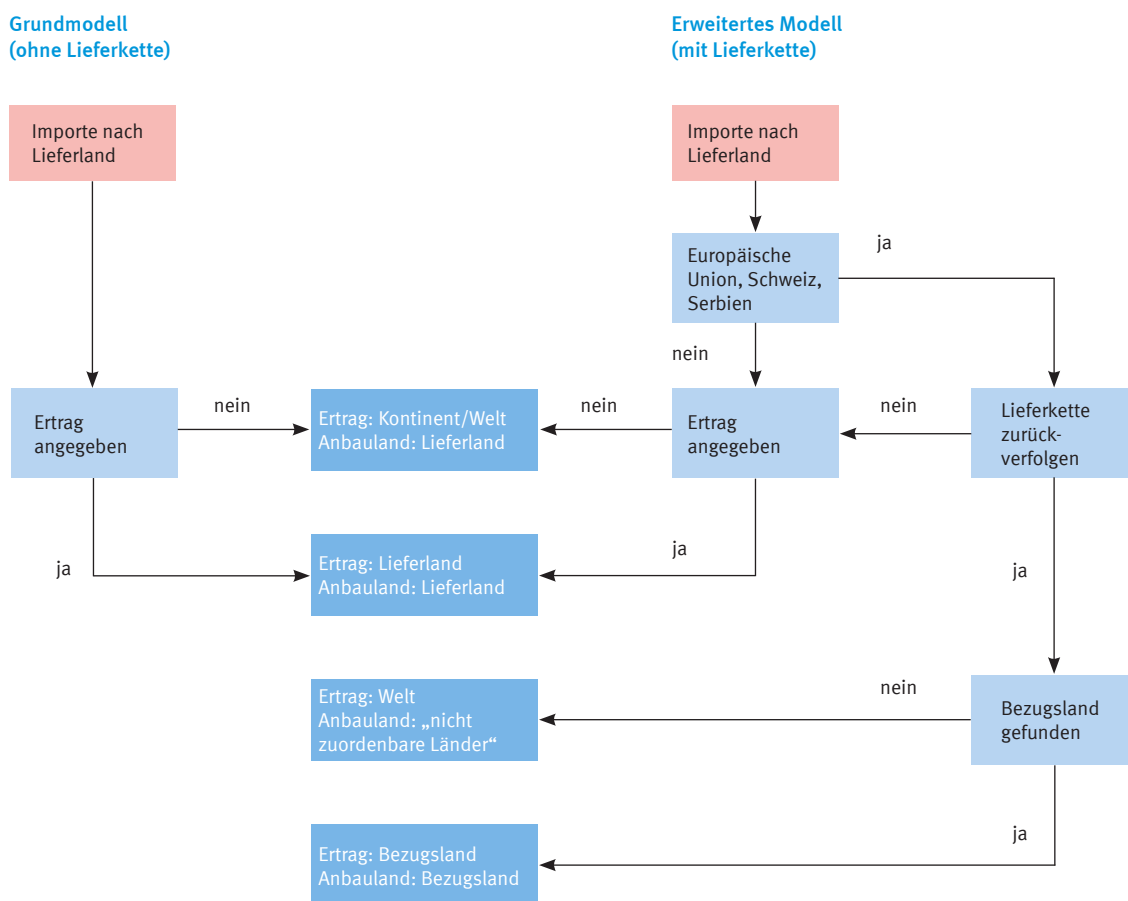 Grundmodell
(ohne Lieferkette)
Erweitertes Modell
(mit Lieferkette)
Importe nach
Lieferland
Importe nach
Lieferland
Europäische
Union, Schweiz,
Serbien
ja
nein
Ertrag
angegeben
nein
Ertrag: Kontinent/Welt
Anbauland: Lieferland
nein
Ertrag
angegeben
nein
Lieferkette
zurück-
verfolgen
ja
Ertrag: Lieferland
Anbauland: Lieferland
ja
ja
Ertrag: Welt
Anbauland: „nicht
zuordenbare Länder“
nein
Bezugsland
gefunden
Ertrag: Bezugsland
Anbauland: Bezugsland
ja